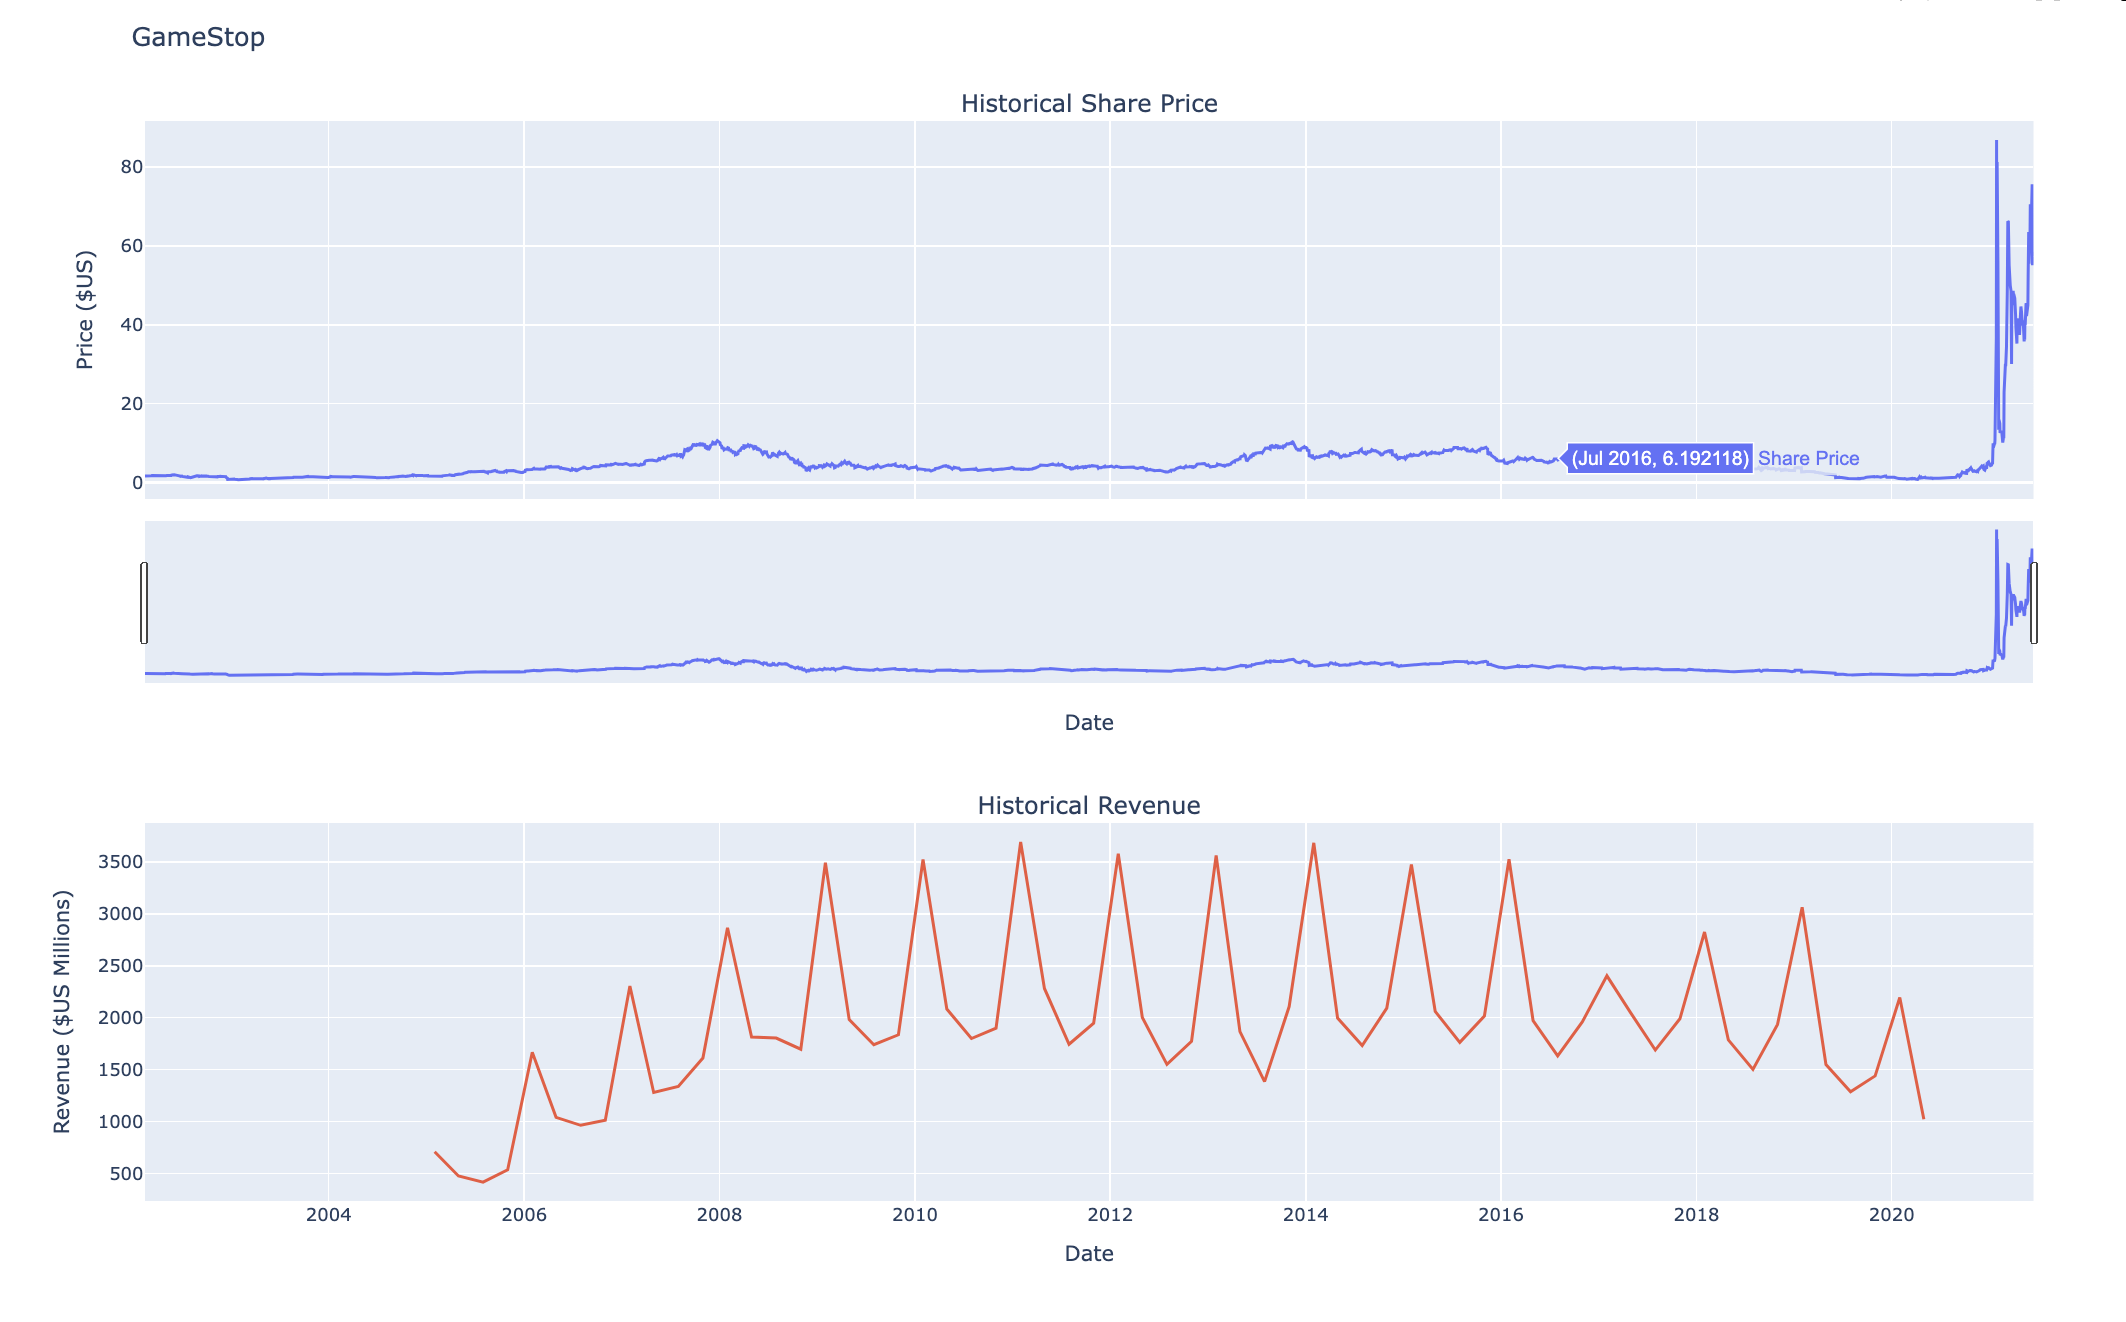 GameStop
Historical Share Price
Price ($US)
80
60
40
20
0
(Jul 2016, 6.192118) Share Price
Date
Historical Revenue
Revenue ($US Millions)
3500
3000
2500
2000
1500
1000
500
2004 2006 2008 2010 2012 2014 2016 2018 2020
Date